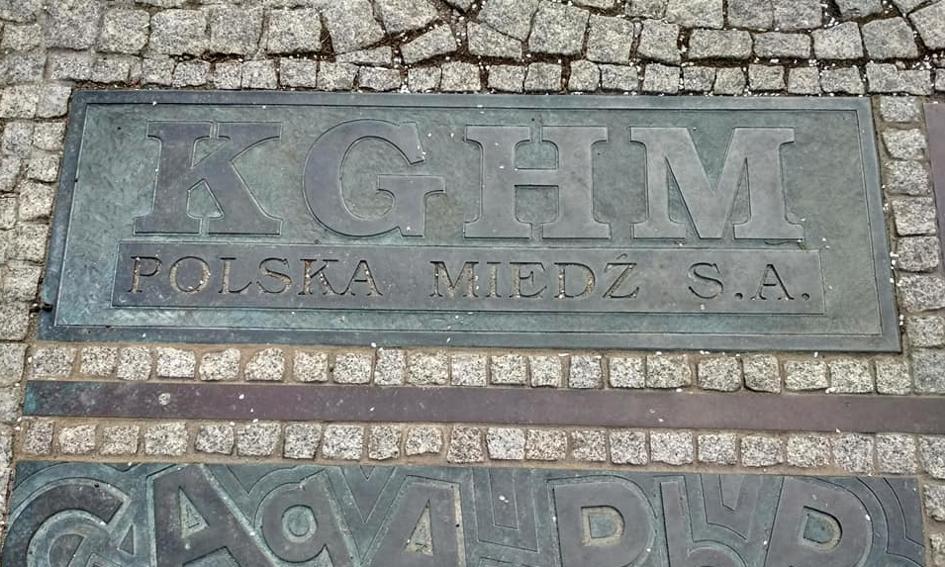 KGHM
POLSKA MIEDŹ S.A.